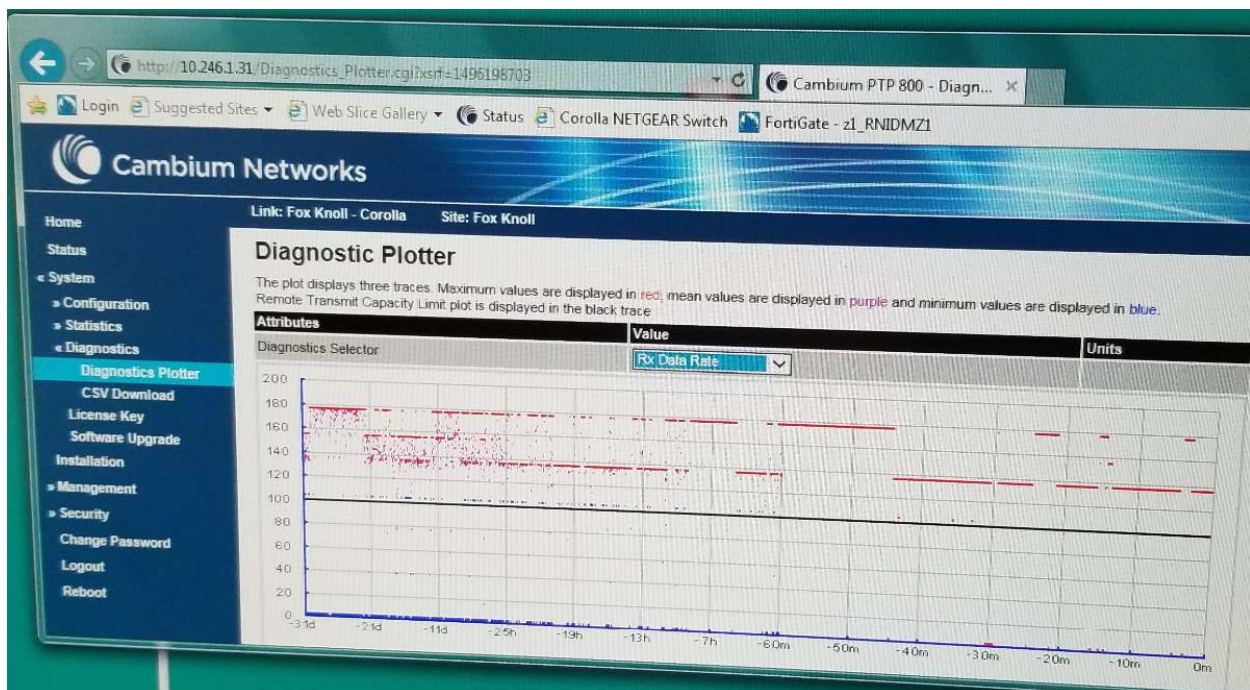 http://10.246.1.31/Diagnostics_Plotter.cgi?xsrf=1496198703
Cambium PTP 800 - Diagn...
Login Suggested Sites Web Slice Gallery Status Corolla NETGEAR Switch FortiGate - z1_RNIDMZ1
Cambium Networks
Link: Fox Knoll - Corolla Site: Fox Knoll
Home
Status
« System
» Configuration
» Statistics
« Diagnostics
Diagnostics Plotter
CSV Download
License Key
Software Upgrade
Installation
» Management
» Security
Change Password
Logout
Reboot
Diagnostic Plotter
The plot displays three traces. Maximum values are displayed in red, mean values are displayed in purple and minimum values are displayed in blue.
Remote Transmit Capacity Limit plot is displayed in the black trace
Attributes Value Units
Diagnostics Selector Rx Data Rate
200
180
160
140
120
100
80
60
40
20
0
-31d -21d -11d -25h -19h -13h -7h -60m -50m -40m -30m -20m -10m 0m